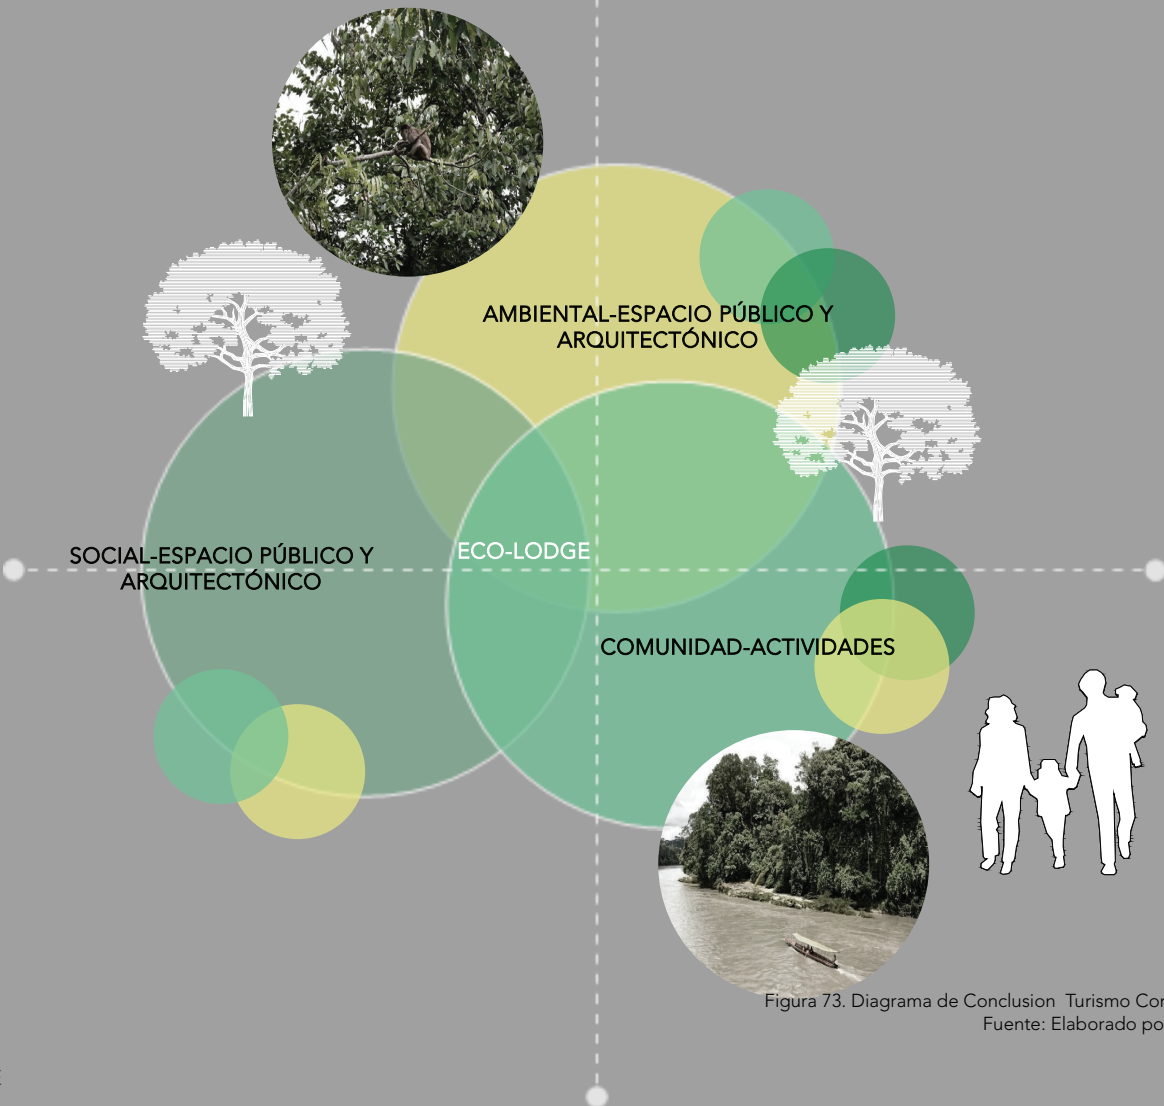 AMBIENTAL-ESPACIO PÚBLICO Y
ARQUITECTÓNICO
ECO-LODGE
SOCIAL-ESPACIO PÚBLICO Y
ARQUITECTÓNICO
COMUNIDAD-ACTIVIDADES
Figura 73. Diagrama de Conclusion Turismo
Fuente: Elaborado